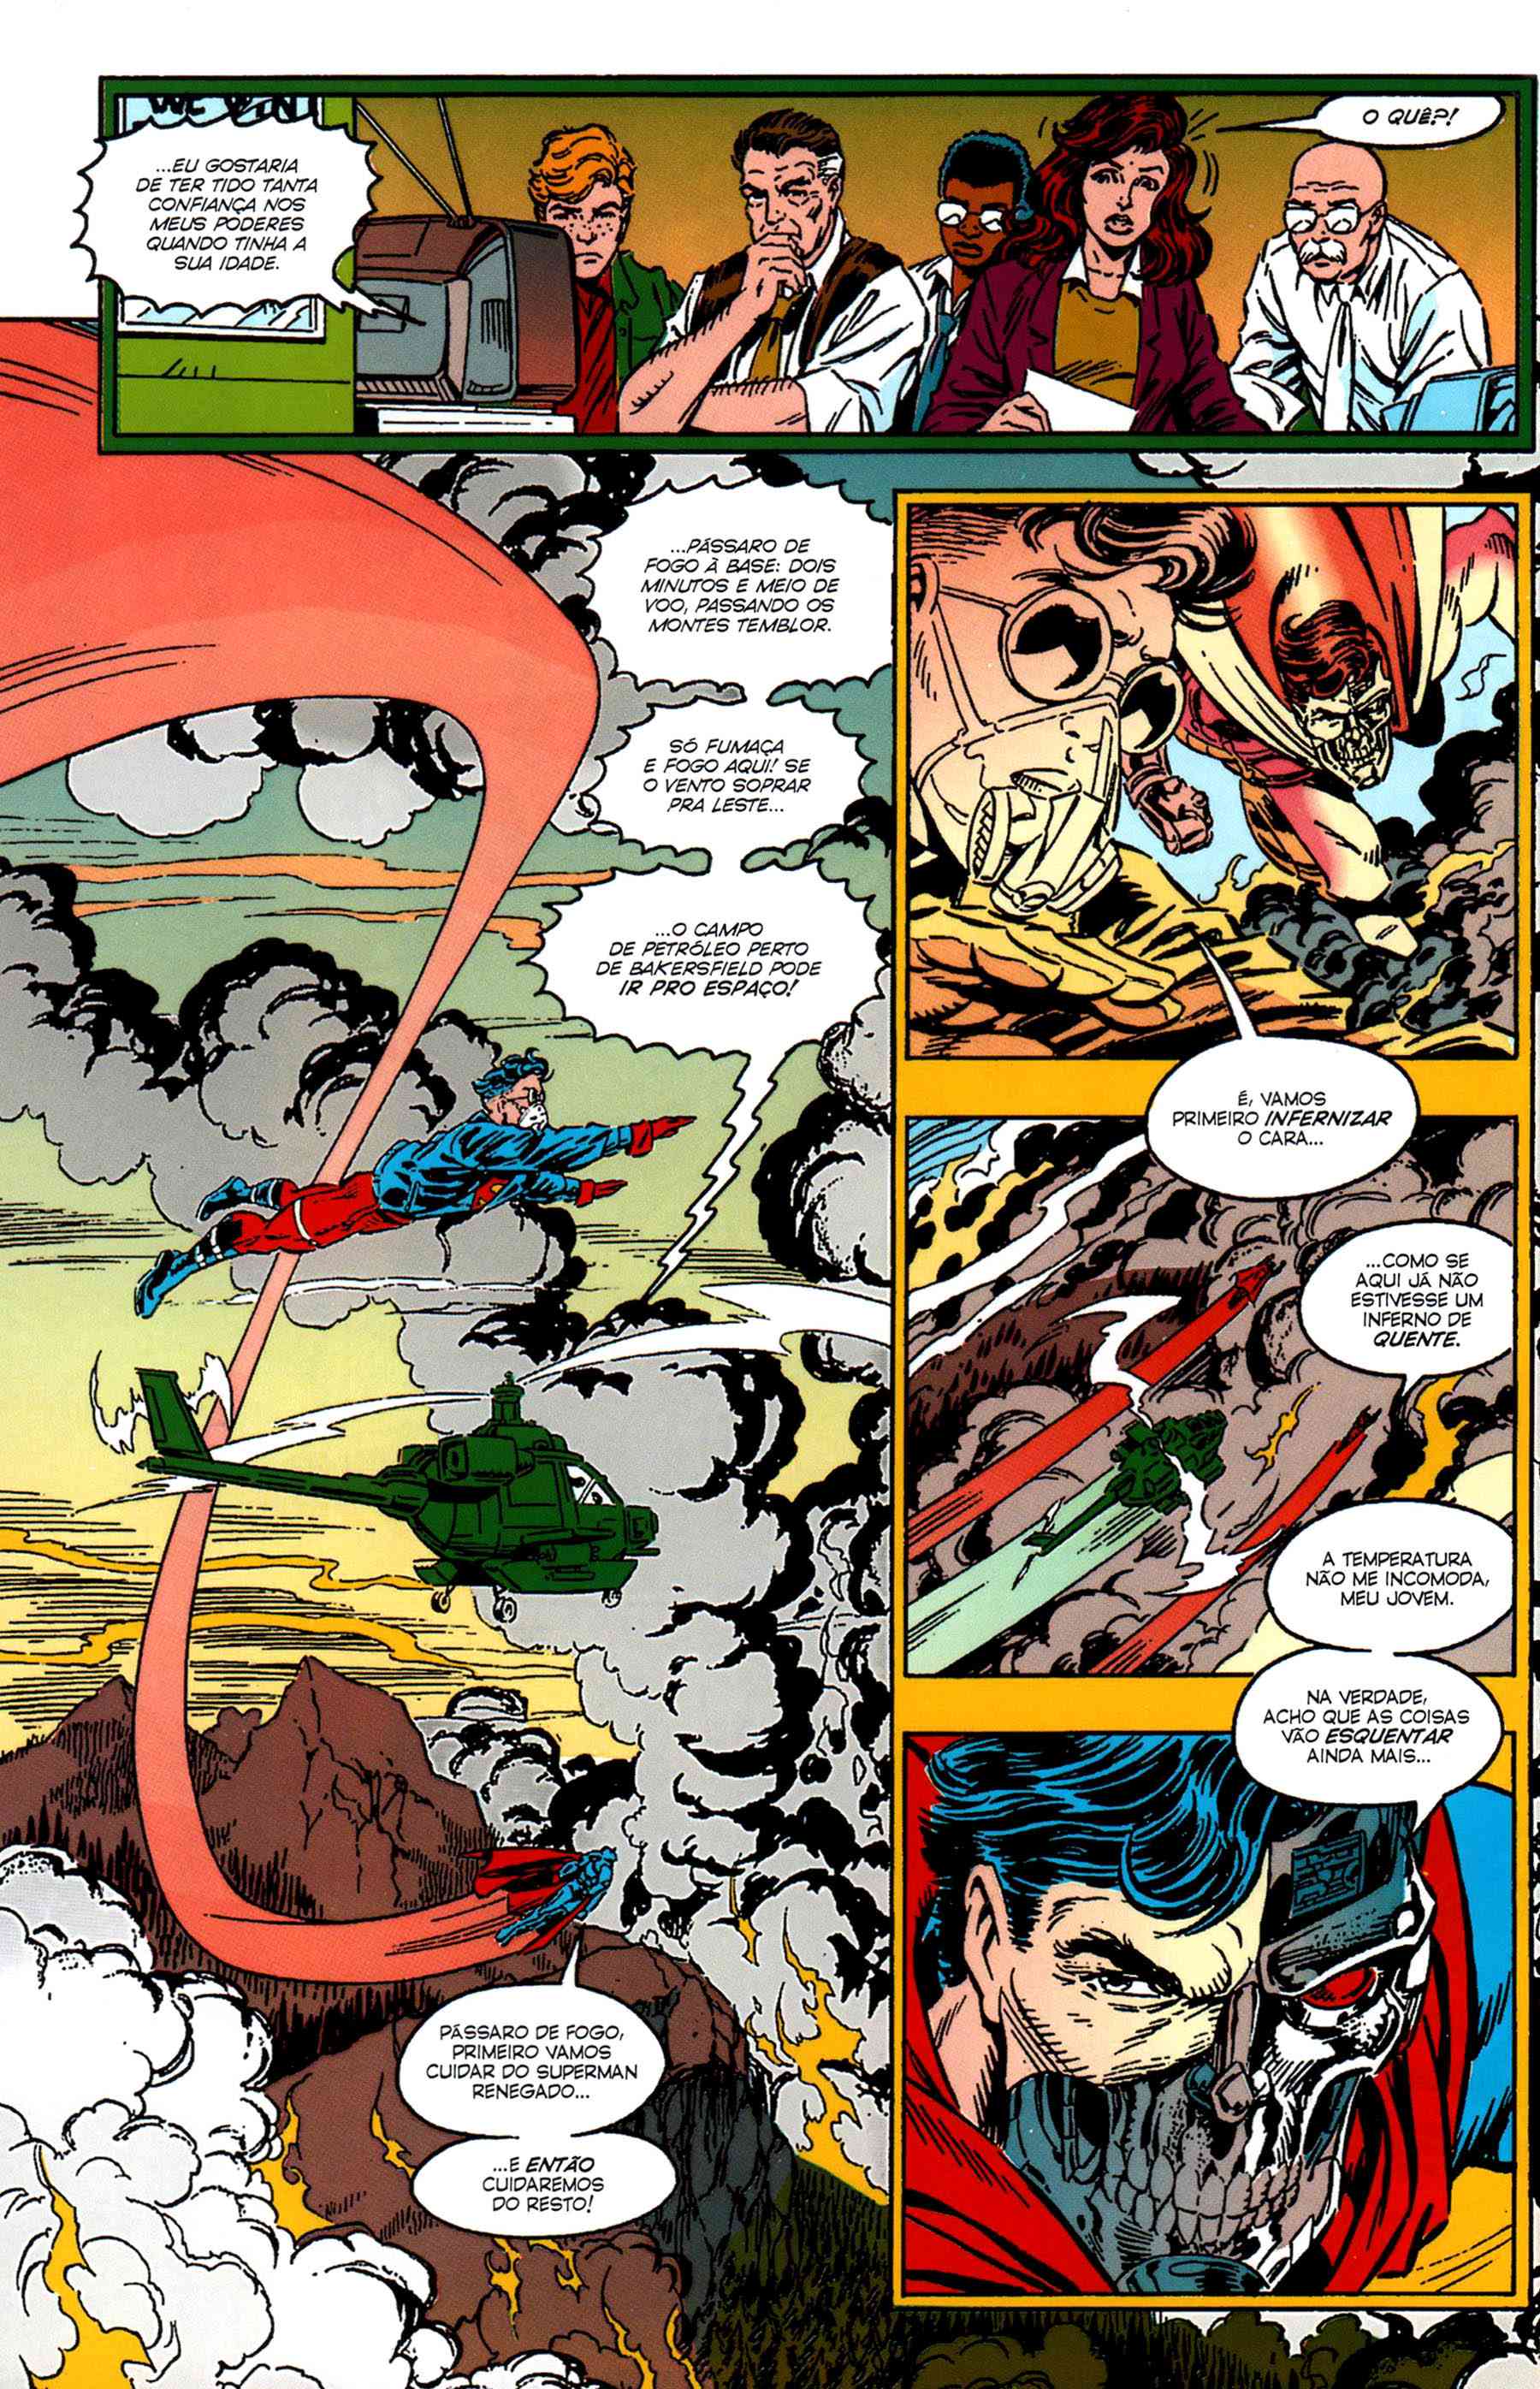 ...EU GOSTARIA
DE TER TIDO TANTA
CONFIANÇA NOS
MEUS PODERES
QUANDO TINHA A
SUA IDADE.
O QUÊ?!
...PÁSSARO DE
FOGO À BASE: DOIS
MINUTOS E MEIO DE
VOO, PASSANDO OS
MONTES TEMBLOR.
SÓ FUMAÇA
E FOGO AQUI! SE
O VENTO SOPRAR
PRA LESTE...
...O CAMPO
DE PETRÓLEO PERTO
DE BAKERSFIELD PODE
IR PRO ESPAÇO!
PÁSSARO DE FOGO,
PRIMEIRO VAMOS
CUIDAR DO SUPERMAN
RENEGADO...
...E ENTÃO
CUIDAREMOS
DO RESTO!
É, VAMOS
PRIMEIRO INFERNIZAR
O CARA...
...COMO SE
AQUI JÁ NÃO
ESTIVESSE UM
INFERNO DE
QUENTE.
A TEMPERATURA
NÃO ME INCOMODA,
MEU JOVEM.
NA VERDADE,
ACHO QUE AS COISAS
VÃO ESQUENTAR
AINDA MAIS...